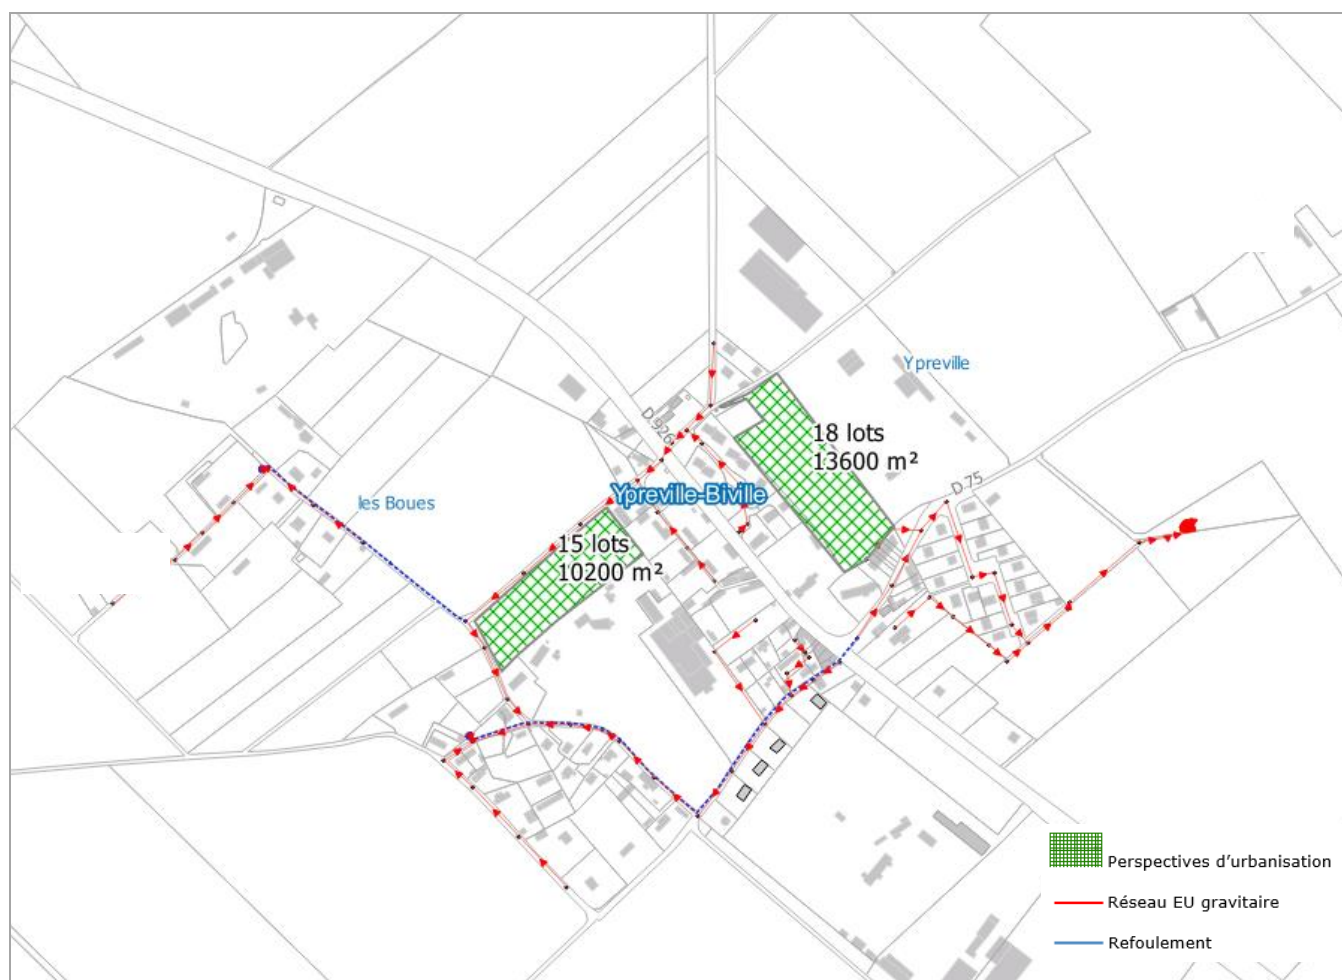 Ypreville
D 926
18 lots
13600 m²
D 75
Ypreville-Biville
les Boues
15 lots
10200 m²
Perspectives d’urbanisation
Réseau EU gravitaire
Refoulement